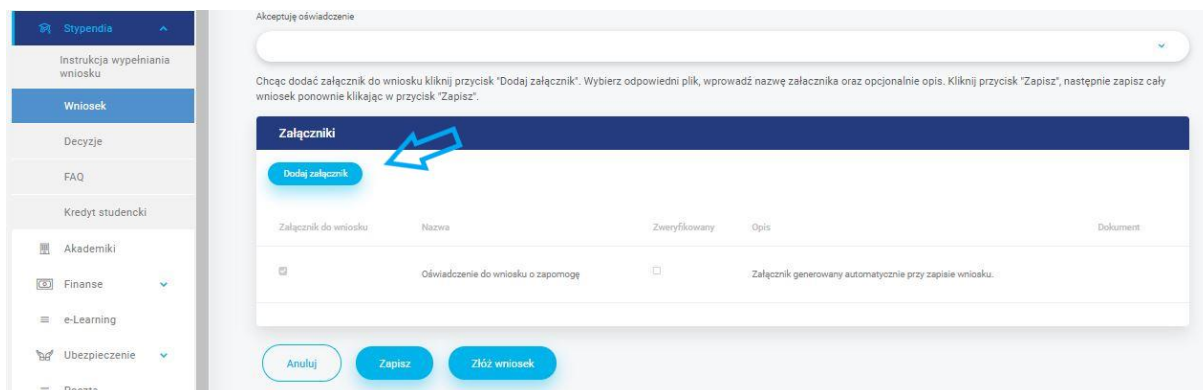 Stypendia
Instrukcja wypełniania
wniosku
Wniosek
Decyzje
FAQ
Kredyt studencki
Akademiki
Finanse
e-Learning
Ubezpieczenie
Akceptuję oświadczenie
Chcąc dodać załącznik do wniosku kliknij przycisk "Dodaj załącznik". Wybierz odpowiedni plik, wprowadź nazwę załacznika oraz opcjonalnie opis. Kliknij przycisk "Zapisz", następnie zapisz cały
wniosek ponownie klikając w przycisk "Zapisz".
Załączniki
Dodaj załącznik
Załącznik do wniosku Nazwa Zweryfikowany Opis Dokument
Oświadczenie do wniosku o zapomogę Załącznik generowany automatycznie przy zapisie wniosku.
Anuluj Zapisz Złóż wniosek